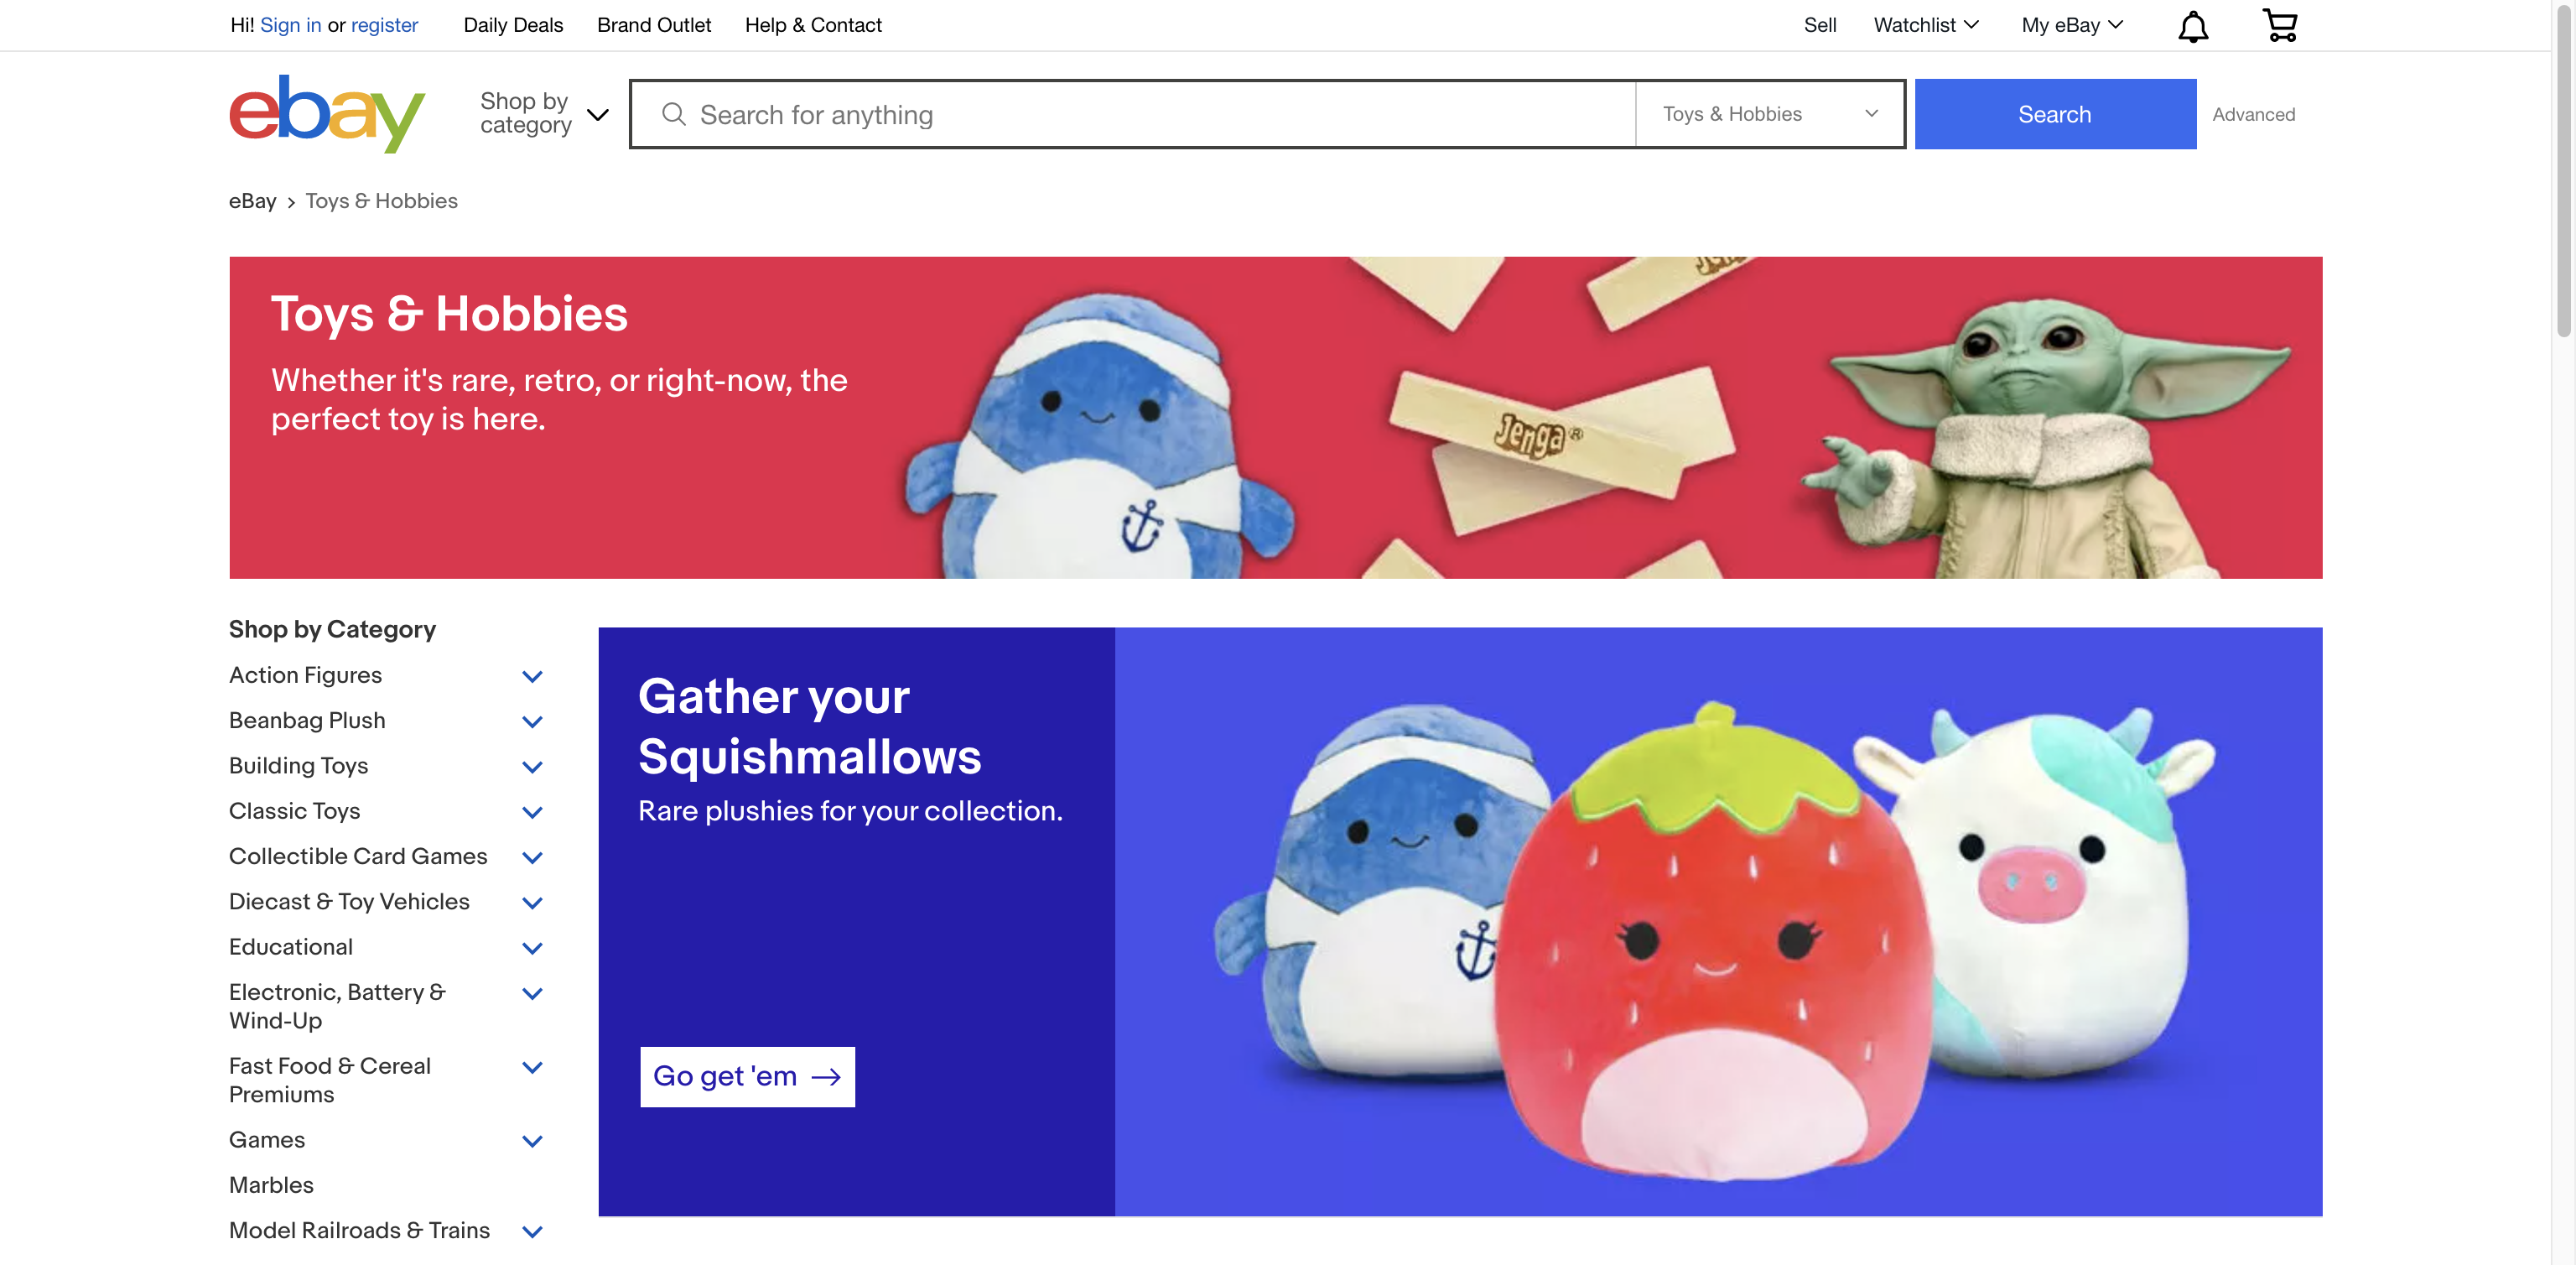 Hi! Sign in or register
Daily Deals
Brand Outlet
Help & Contact
Sell
Watchlist
My eBay
ebay
Shop by
category
Search for anything
Toys & Hobbies
Search
Advanced
eBay > Toys & Hobbies
Toys & Hobbies
Whether it's rare, retro, or right-now, the
perfect toy is here.
Jenga®
Shop by Category
Action Figures
Beanbag Plush
Building Toys
Classic Toys
Collectible Card Games
Diecast & Toy Vehicles
Educational
Electronic, Battery &
Wind-Up
Fast Food & Cereal
Premiums
Games
Marbles
Model Railroads & Trains
Gather your
Squishmallows
Rare plushies for your collection.
Go get 'em →